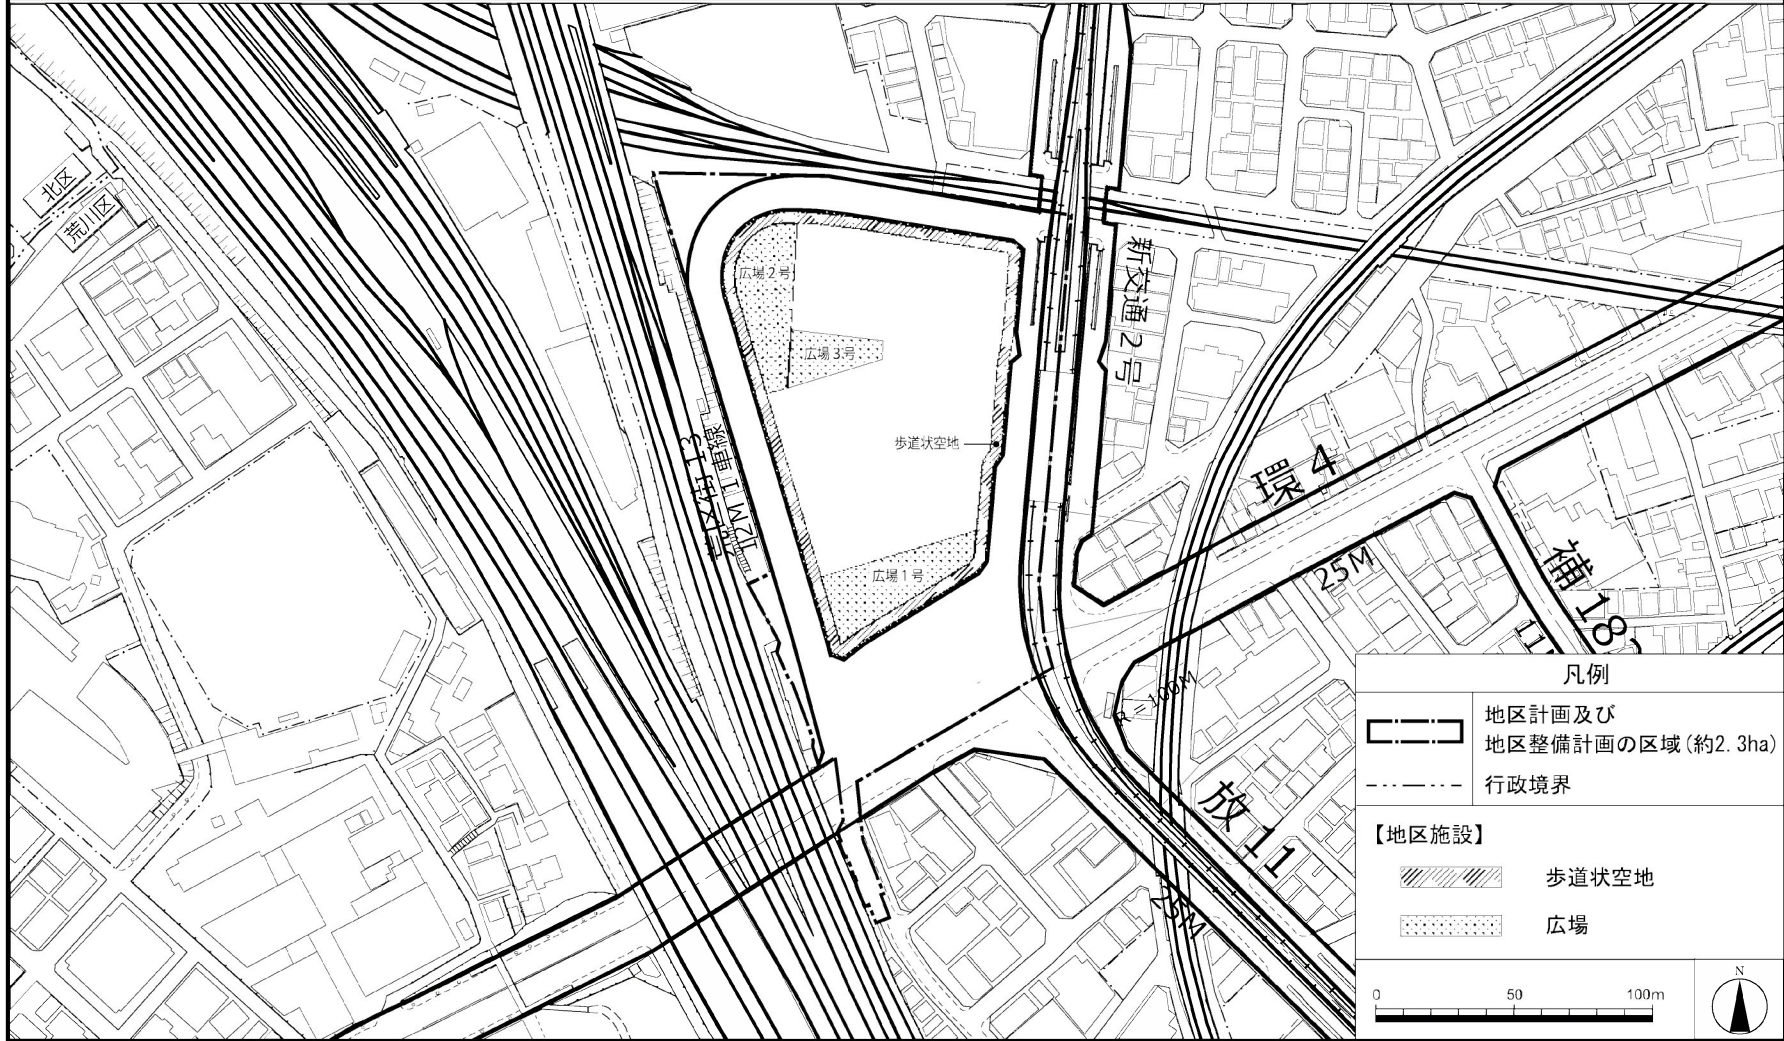 北区
荒川区
広場2号
広場3号
歩道状空地
広場1号
新交通2号
環4
25M
補18
放11
25M
R=100M
12M 1車線
凡例
地区計画及び
地区整備計画の区域(約2.3ha)
行政境界
【地区施設】
歩道状空地
広場
0 50 100m
N